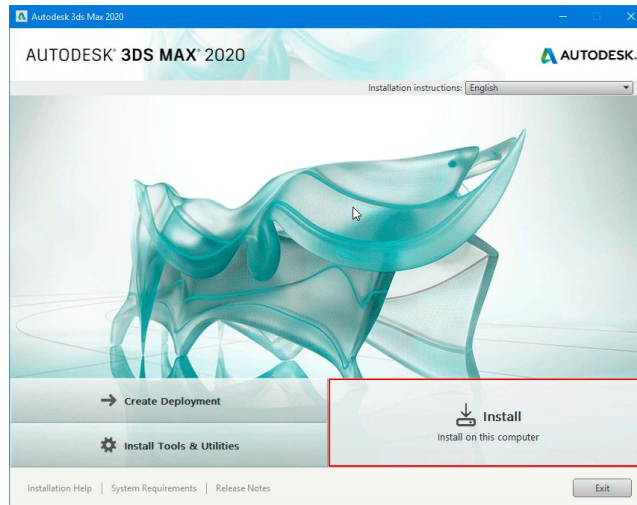 Autodesk 3ds Max 2020
AUTODESK® 3DS MAX® 2020
AUTODESK.
Installation instructions: English
Create Deployment
Install Tools & Utilities
Install
Install on this computer
Installation Help | System Requirements | Release Notes
Exit